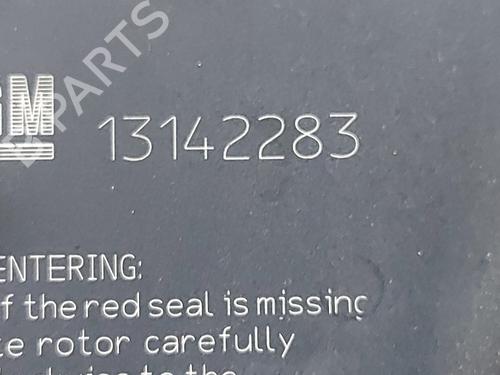 GM 13142283
ENTERING:
f the red seal is missing
te rotor carefully
B PARTS